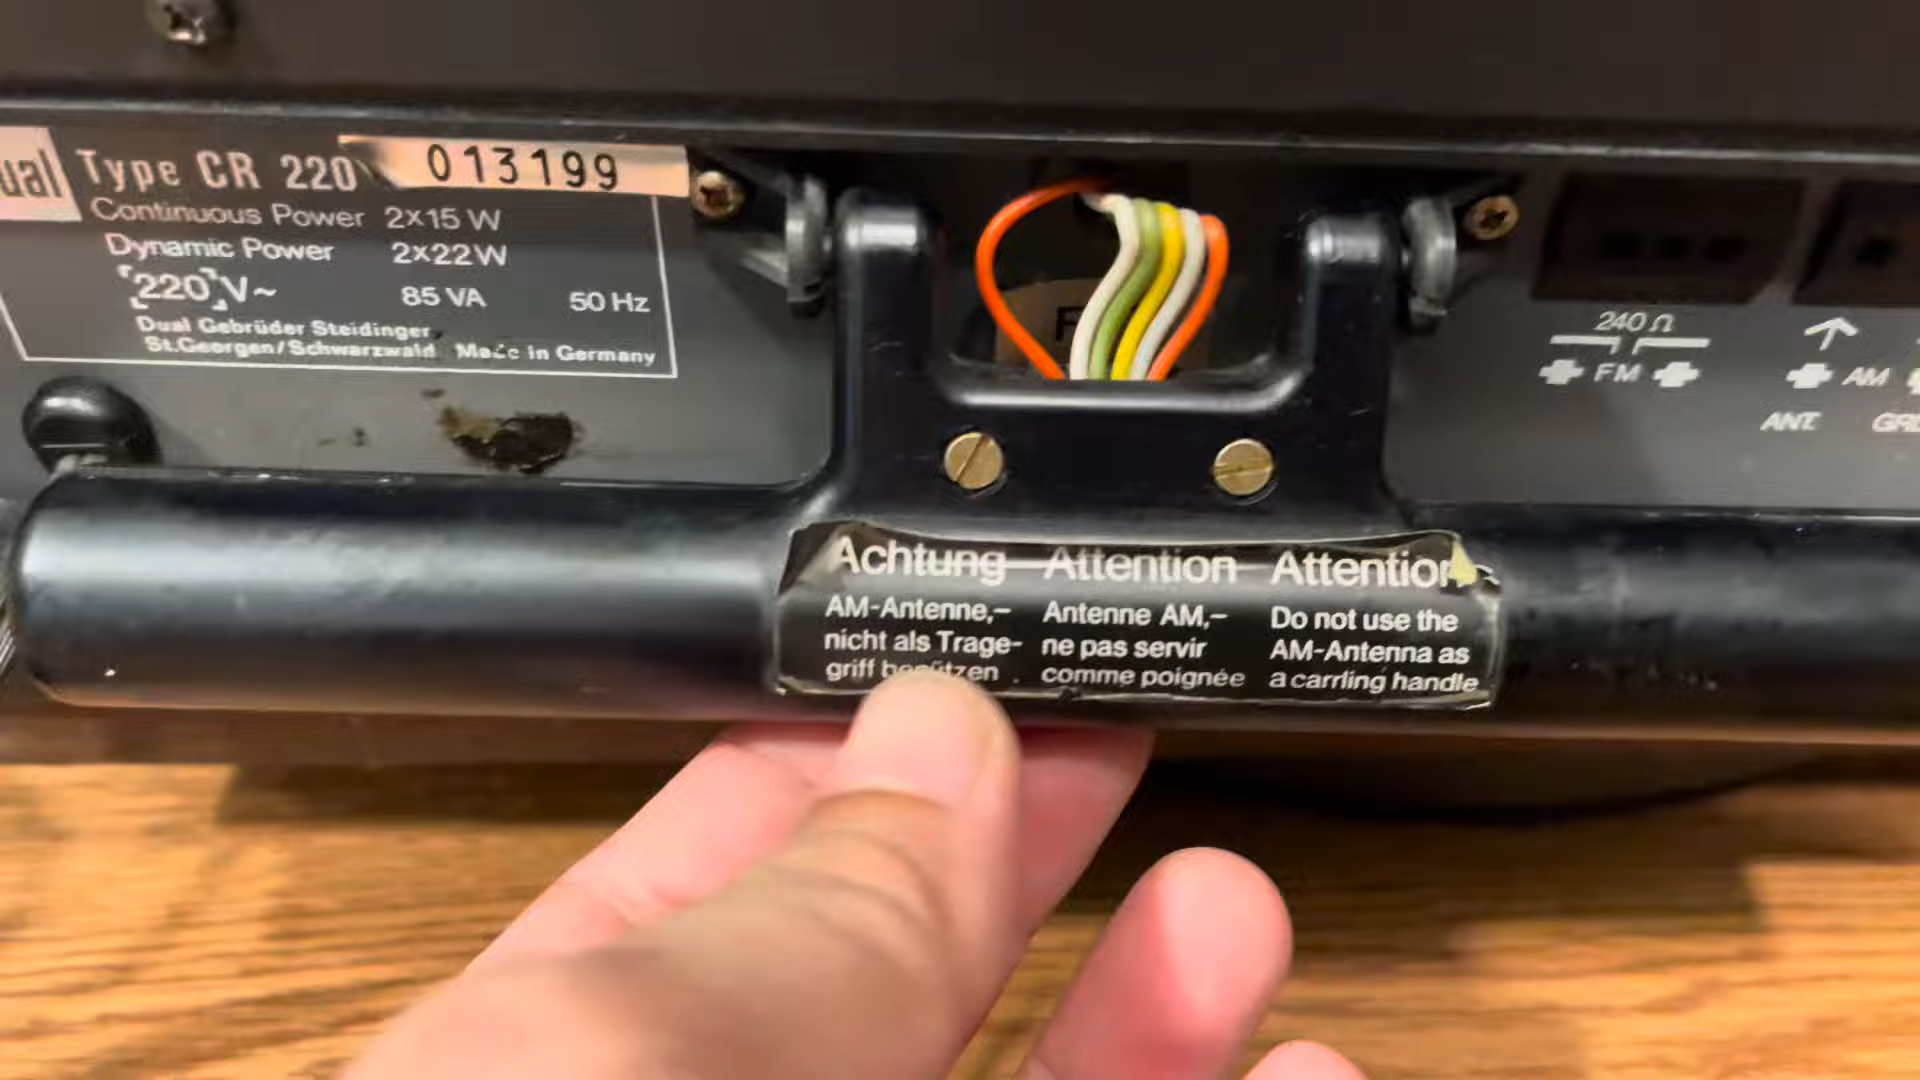 Type CR 220 013199
Continuous Power 2x15 W
Dynamic Power 2x22W
220 V~ 85 VA 50 Hz
Dual Gebrüder Steidinger
St.Georgen/Schwarzwald Made in Germany
240 Ω
FM
AM
ANT.
Achtung
AM-Antenne,-
nicht als Trage-
griff benützen .
Attention
Antenne AM,-
ne pas servir
comme poignée
Attention
Do not use the
AM-Antenna as
a carrling handle